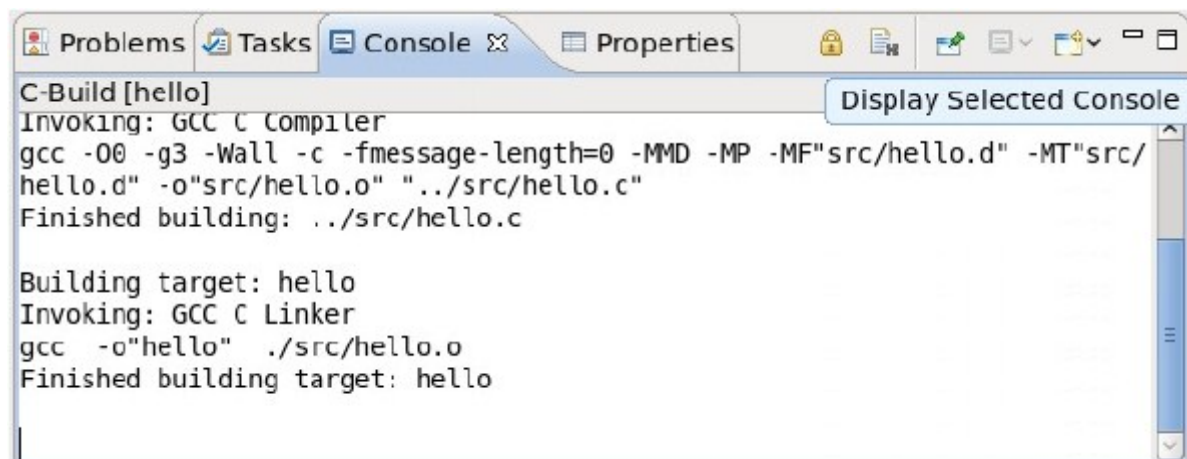 Problems Tasks Console Properties
C-Build [hello]
Display Selected Console
Invoking: GCC C Compiler
gcc -O0 -g3 -Wall -c -fmessage-length=0 -MMD -MP -MF"src/hello.d" -MT"src/
hello.d" -o"src/hello.o" "../src/hello.c"
Finished building: ../src/hello.c
Building target: hello
Invoking: GCC C Linker
gcc  -o"hello"  ./src/hello.o
Finished building target: hello